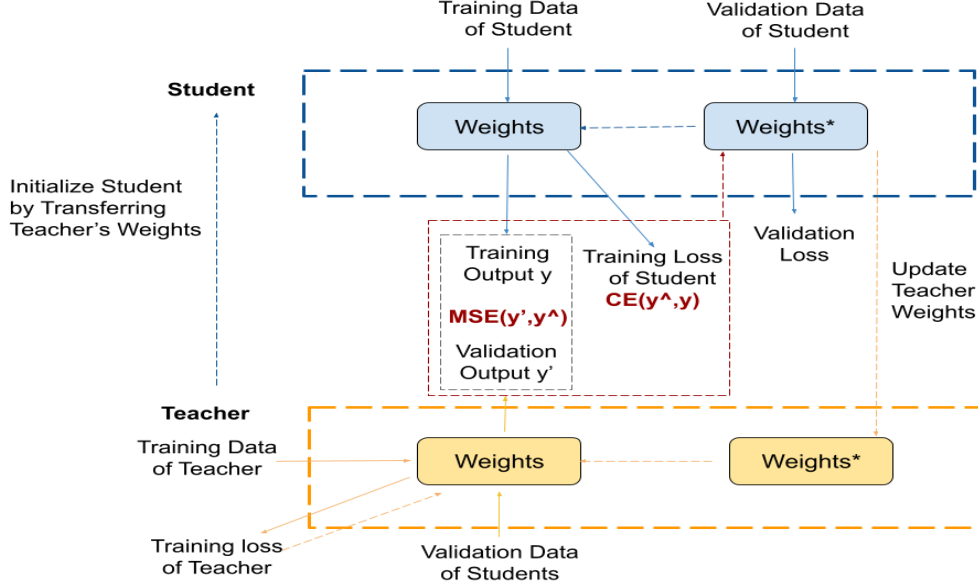 Training Data
of Student
Validation Data
of Student
Student
Weights
Weights*
Initialize Student
by Transferring
Teacher's Weights
Training
Output y
Training Loss
of Student
CE(y^,y)
Validation
Loss
Update
Teacher
Weights
MSE(y',y^)
Validation
Output y'
Teacher
Training Data
of Teacher
Weights
Weights*
Training loss
of Teacher
Validation Data
of Students